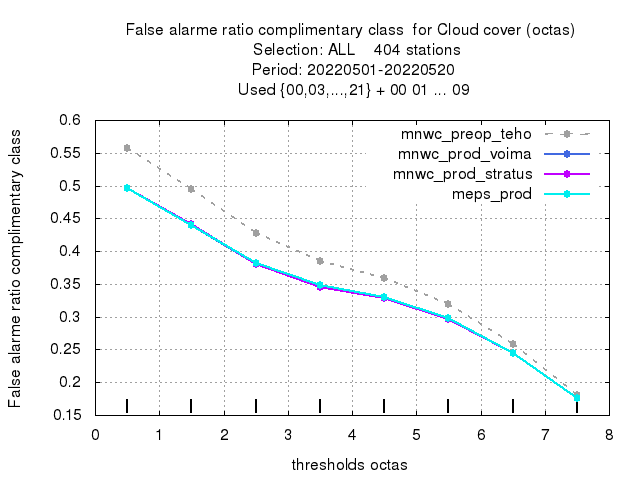 False alarme ratio complimentary class  for Cloud cover (octas)
Selection: ALL    404 stations
Period: 20220501-20220520
Used {00,03,...,21} + 00 01 ... 09
False alarme ratio complimentary class
0.6
0.55
0.5
0.45
0.4
0.35
0.3
0.25
0.2
0.15
mnwc_preop_teho
mnwc_prod_voima
mnwc_prod_stratus
meps_prod
0 1 2 3 4 5 6 7 8
thresholds octas